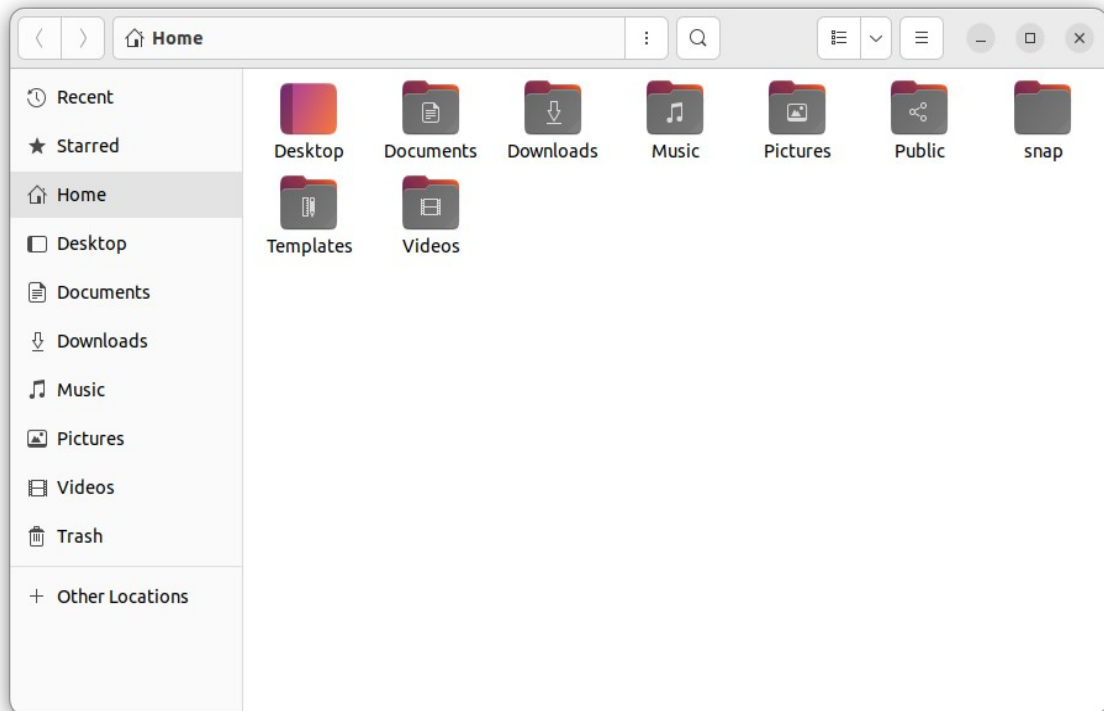 Home
Recent
Starred
Home
Desktop
Documents
Downloads
Music
Pictures
Videos
Trash
Other Locations
Desktop Documents Downloads Music Pictures Public snap
Templates Videos